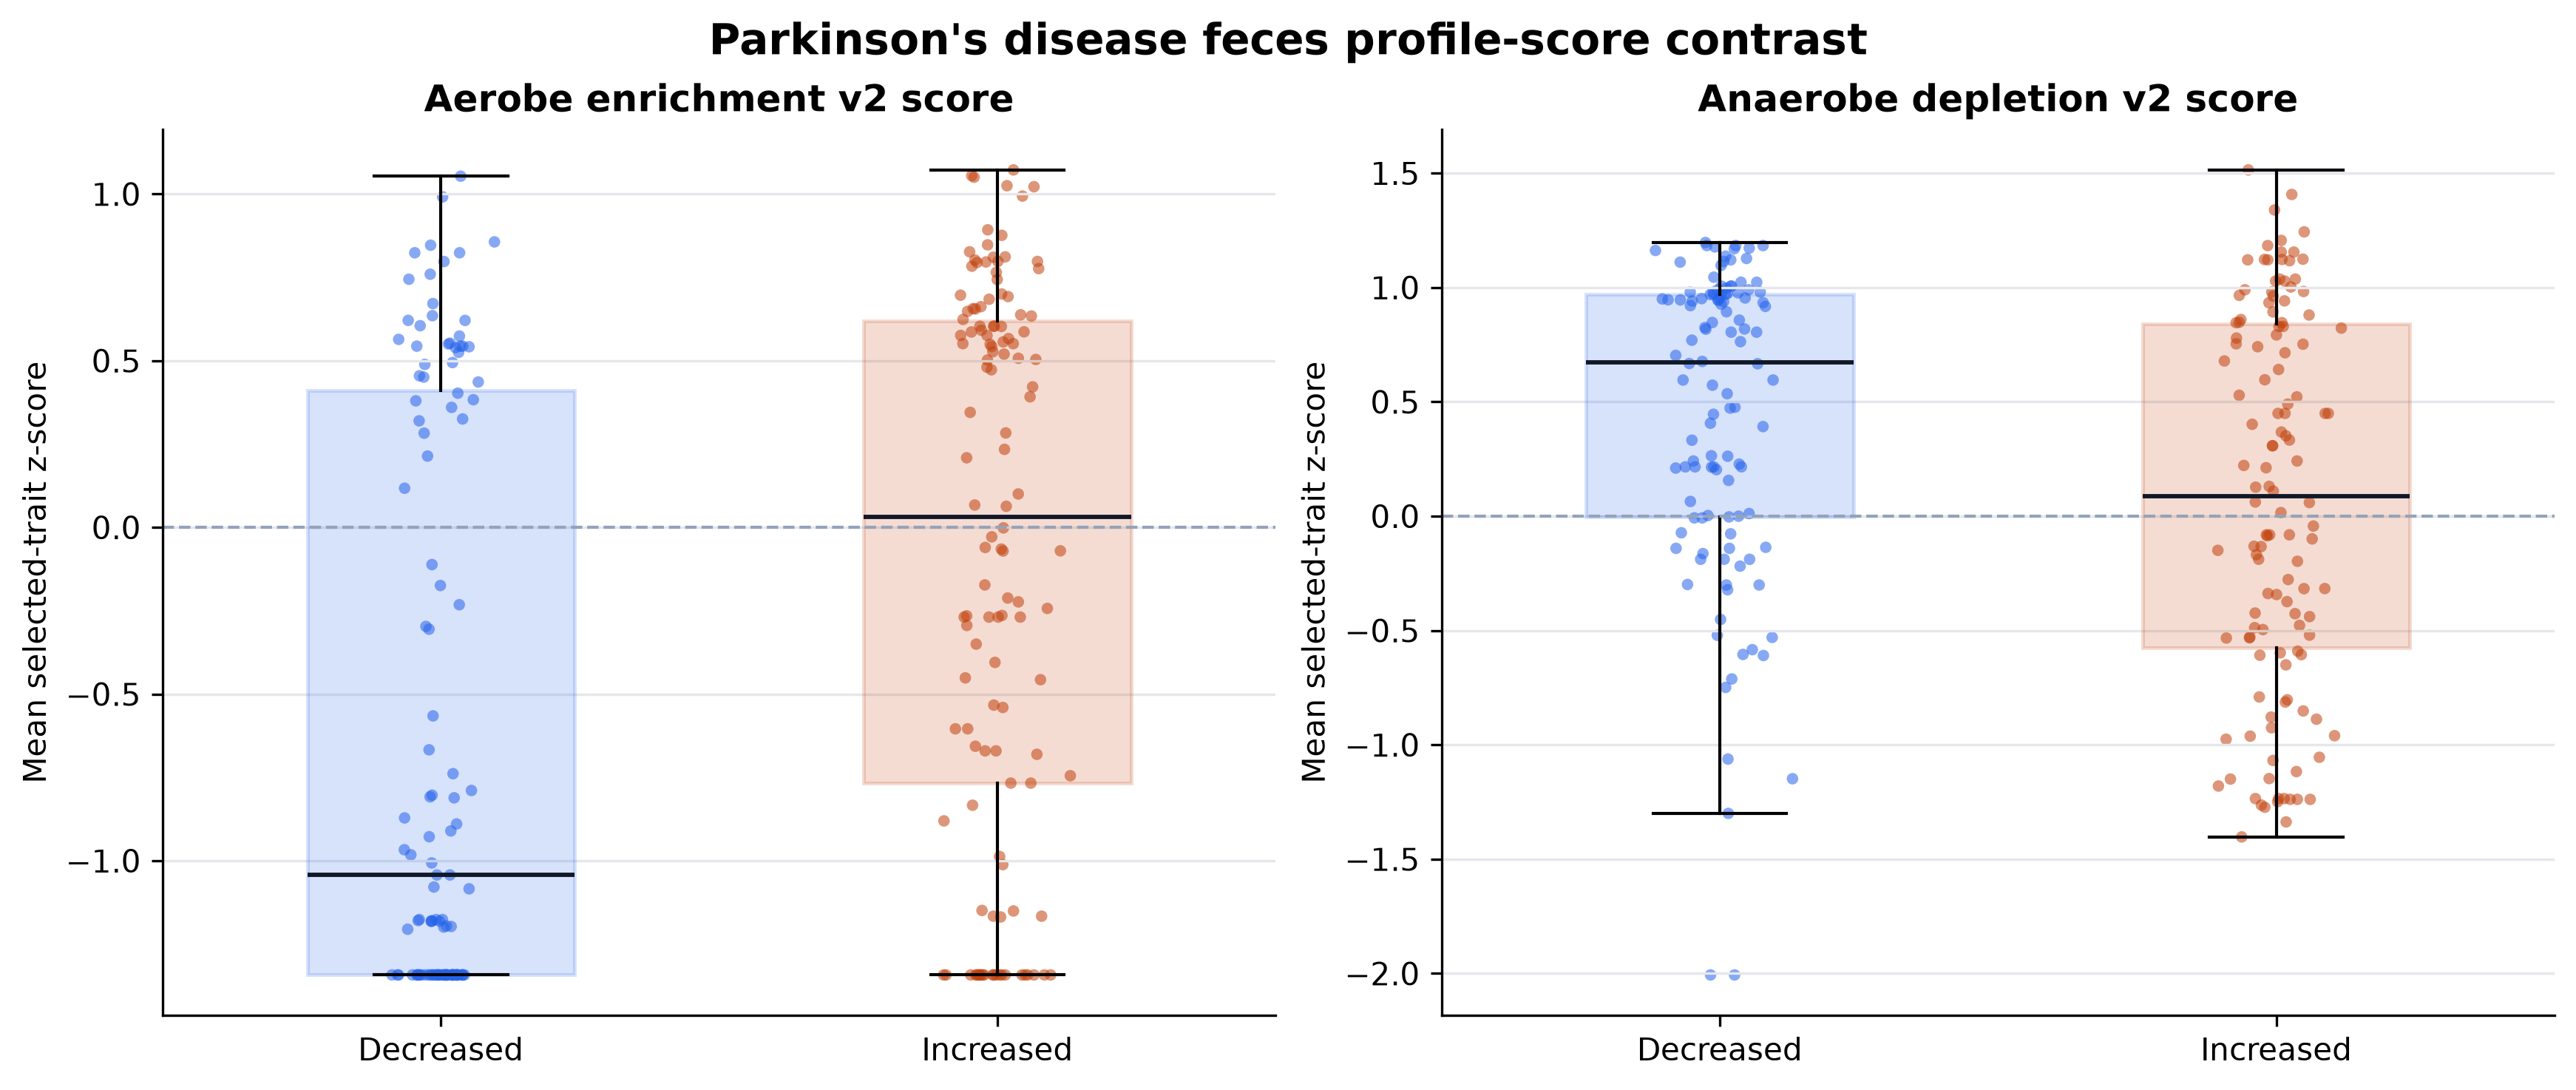 Parkinson's disease feces profile-score contrast
Aerobe enrichment v2 score
Mean selected-trait z-score
1.0
0.5
0.0
−0.5
−1.0
Decreased
Increased
Anaerobe depletion v2 score
Mean selected-trait z-score
1.5
1.0
0.5
0.0
−0.5
−1.0
−1.5
−2.0
Decreased
Increased